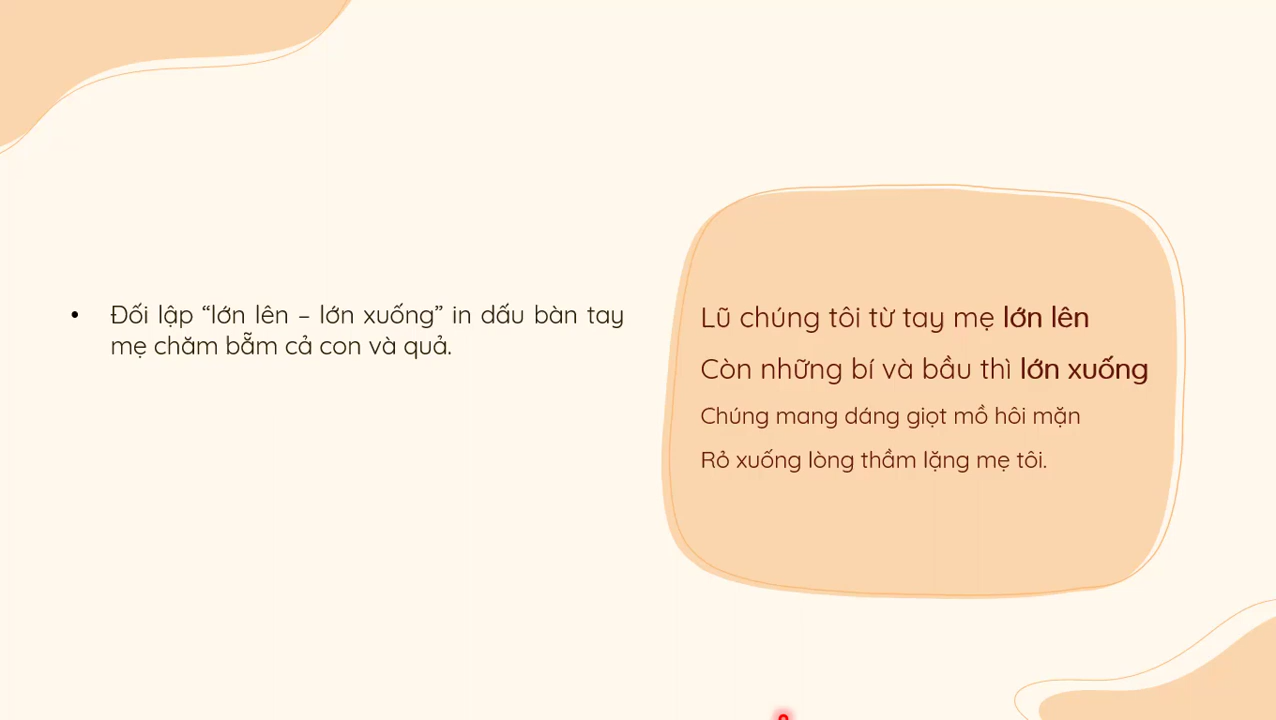 • Đối lập “lớn lên – lớn xuống” in dấu bàn tay
mẹ chăm bẵm cả con và quả.
Lũ chúng tôi từ tay mẹ lớn lên
Còn những bí và bầu thì lớn xuống
Chúng mang dáng giọt mồ hôi mặn
Rỏ xuống lòng thầm lặng mẹ tôi.